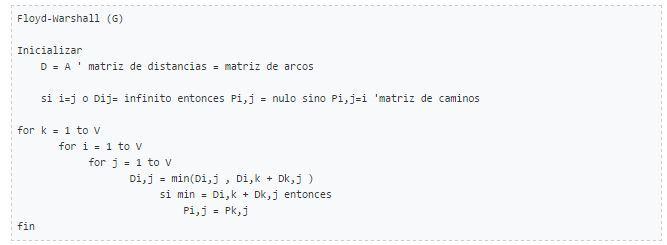 Floyd-Warshall (G)
Inicializar
D = A ' matriz de distancias = matriz de arcos
si i=j o Dij= infinito entonces Pi,j = nulo sino Pi,j=i 'matriz de caminos
for k = 1 to V
for i = 1 to V
for j = 1 to V
Di,j = min(Di,j , Di,k + Dk,j )
si min = Di,k + Dk,j entonces
Pi,j = Pk,j
fin